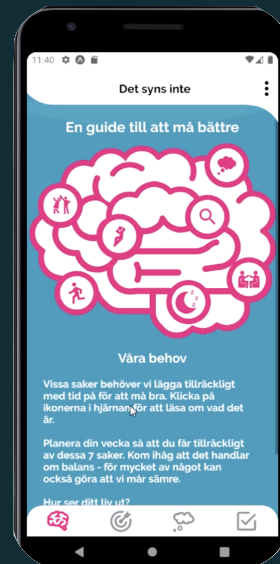 11:40
Det syns inte
En guide till att må bättre
Våra behov
Vissa saker behöver vi lägga tillräckligt
med tid på för att må bra. Klicka på
ikonerna i hjärnan för att läsa om vad det
är.
Planera din vecka så att du får tillräckligt
av dessa 7 saker. Kom ihåg att det handlar
om balans - för mycket av något kan
också göra att vi mår sämre.
Hur ser ditt liv ut?